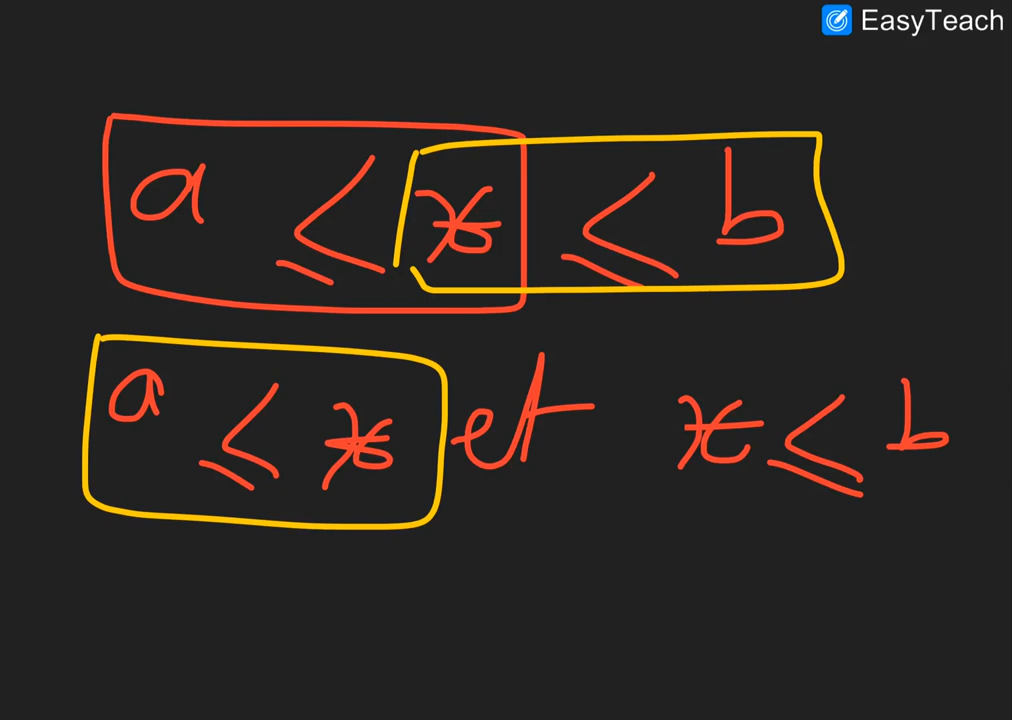 EasyTeach
a ≤ x ≤ b
a ≤ x et x ≤ b